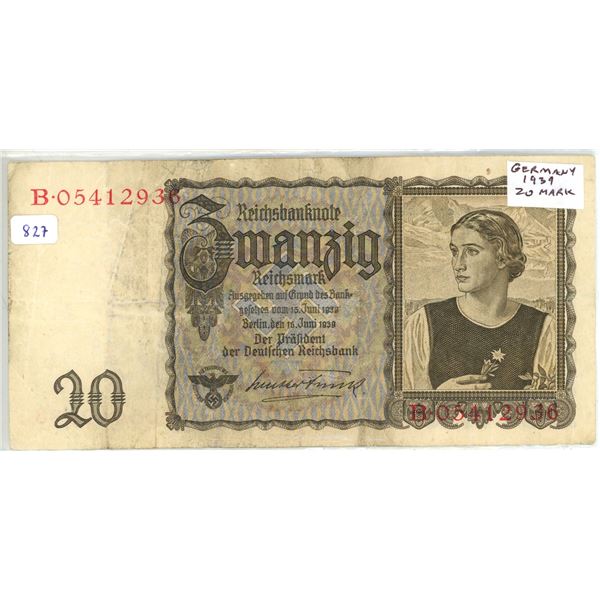 B·05412936
827
Reichsbanknote
Zwanzig
Reichsmark
Ausgegeben auf Grund des Bank-
gesetzes vom 15. Juni 1939
Berlin, den 16. Juni 1939
Der Präsident
der Deutschen Reichsbank
20
GERMANY
1939
20 MARK
B·05412936